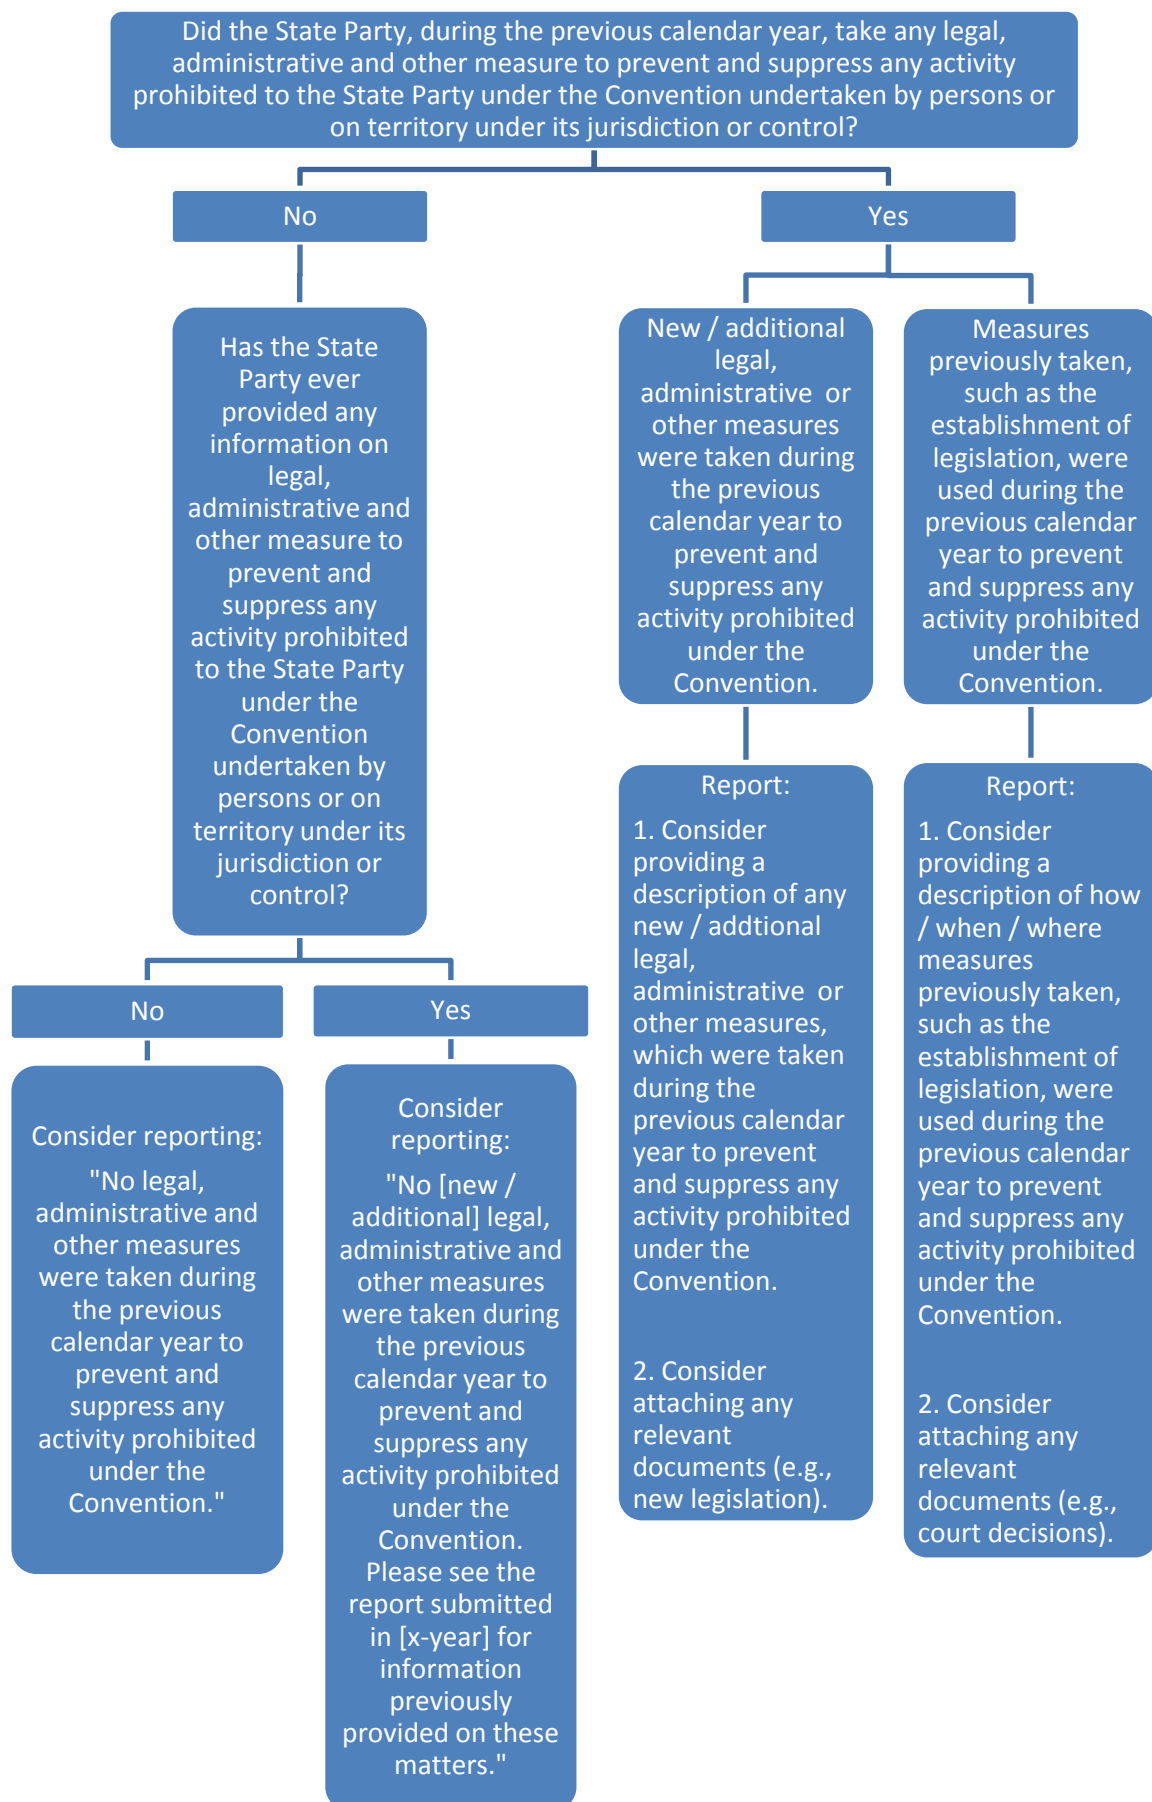 Did the State Party, during the previous calendar year, take any legal,
administrative and other measure to prevent and suppress any activity
prohibited to the State Party under the Convention undertaken by persons or
on territory under its jurisdiction or control?
No
Yes
Has the State
Party ever
provided any
information on
legal,
administrative and
other measure to
prevent and
suppress any
activity prohibited
to the State Party
under the
Convention
undertaken by
persons or on
territory under its
jurisdiction or
control?
New / additional
legal,
administrative or
other measures
were taken during
the previous
calendar year to
prevent and
suppress any
activity prohibited
under the
Convention.
Measures
previously taken,
such as the
establishment of
legislation, were
used during the
previous calendar
year to prevent
and suppress any
activity prohibited
under the
Convention.
No
Yes
Consider reporting:
"No legal,
administrative and
other measures
were taken during
the previous
calendar year to
prevent and
suppress any
activity prohibited
under the
Convention."
Consider
reporting:
"No [new /
additional] legal,
administrative and
other measures
were taken during
the previous
calendar year to
prevent and
suppress any
activity prohibited
under the
Convention.
Please see the
report submitted
in [x-year] for
information
previously
provided on these
matters."
Report:
1. Consider
providing a
description of any
new / addtional
legal,
administrative or
other measures,
which were taken
during the
previous calendar
year to prevent
and suppress any
activity prohibited
under the
Convention.
2. Consider
attaching any
relevant
documents (e.g.,
new legislation).
Report:
1. Consider
providing a
description of how
/ when / where
measures
previously taken,
such as the
establishment of
legislation, were
used during the
previous calendar
year to prevent
and suppress any
activity prohibited
under the
Convention.
2. Consider
attaching any
relevant
documents (e.g.,
court decisions).